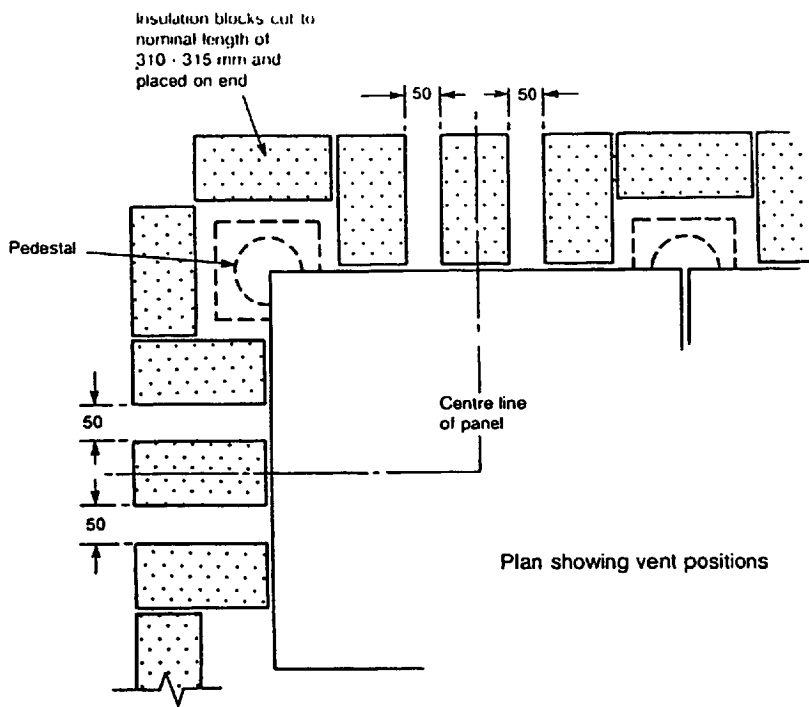 Insulation blocks cut to
nominal length of
310 - 315 mm and
placed on end
50
50
Pedestal
50
50
Centre line
of panel
Plan showing vent positions